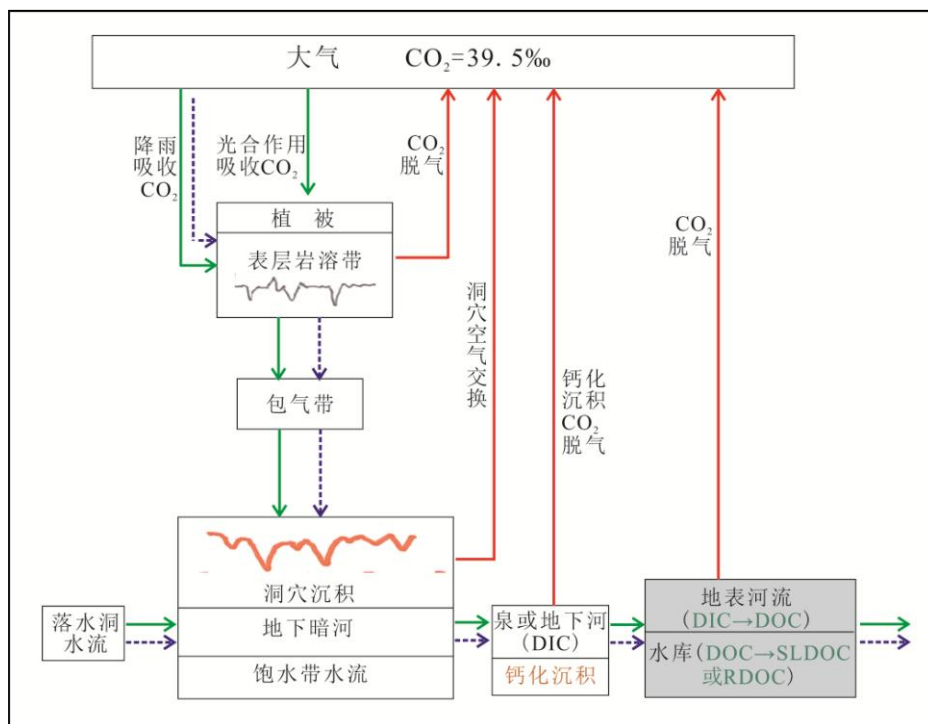 大气 CO₂=39.5‰
降雨
吸收
CO₂
光合作用
吸收CO₂
CO₂
脱气
植 被
表层岩溶带
包气带
洞穴空气交换
钙化
沉积
CO₂
脱气
CO₂
脱气
落水洞
水流
洞穴沉积
地下暗河
饱水带水流
泉或地下河
(DIC)
钙化沉积
地表河流
(DIC→DOC)
水库(DOC→SLDOC
或RDOC)